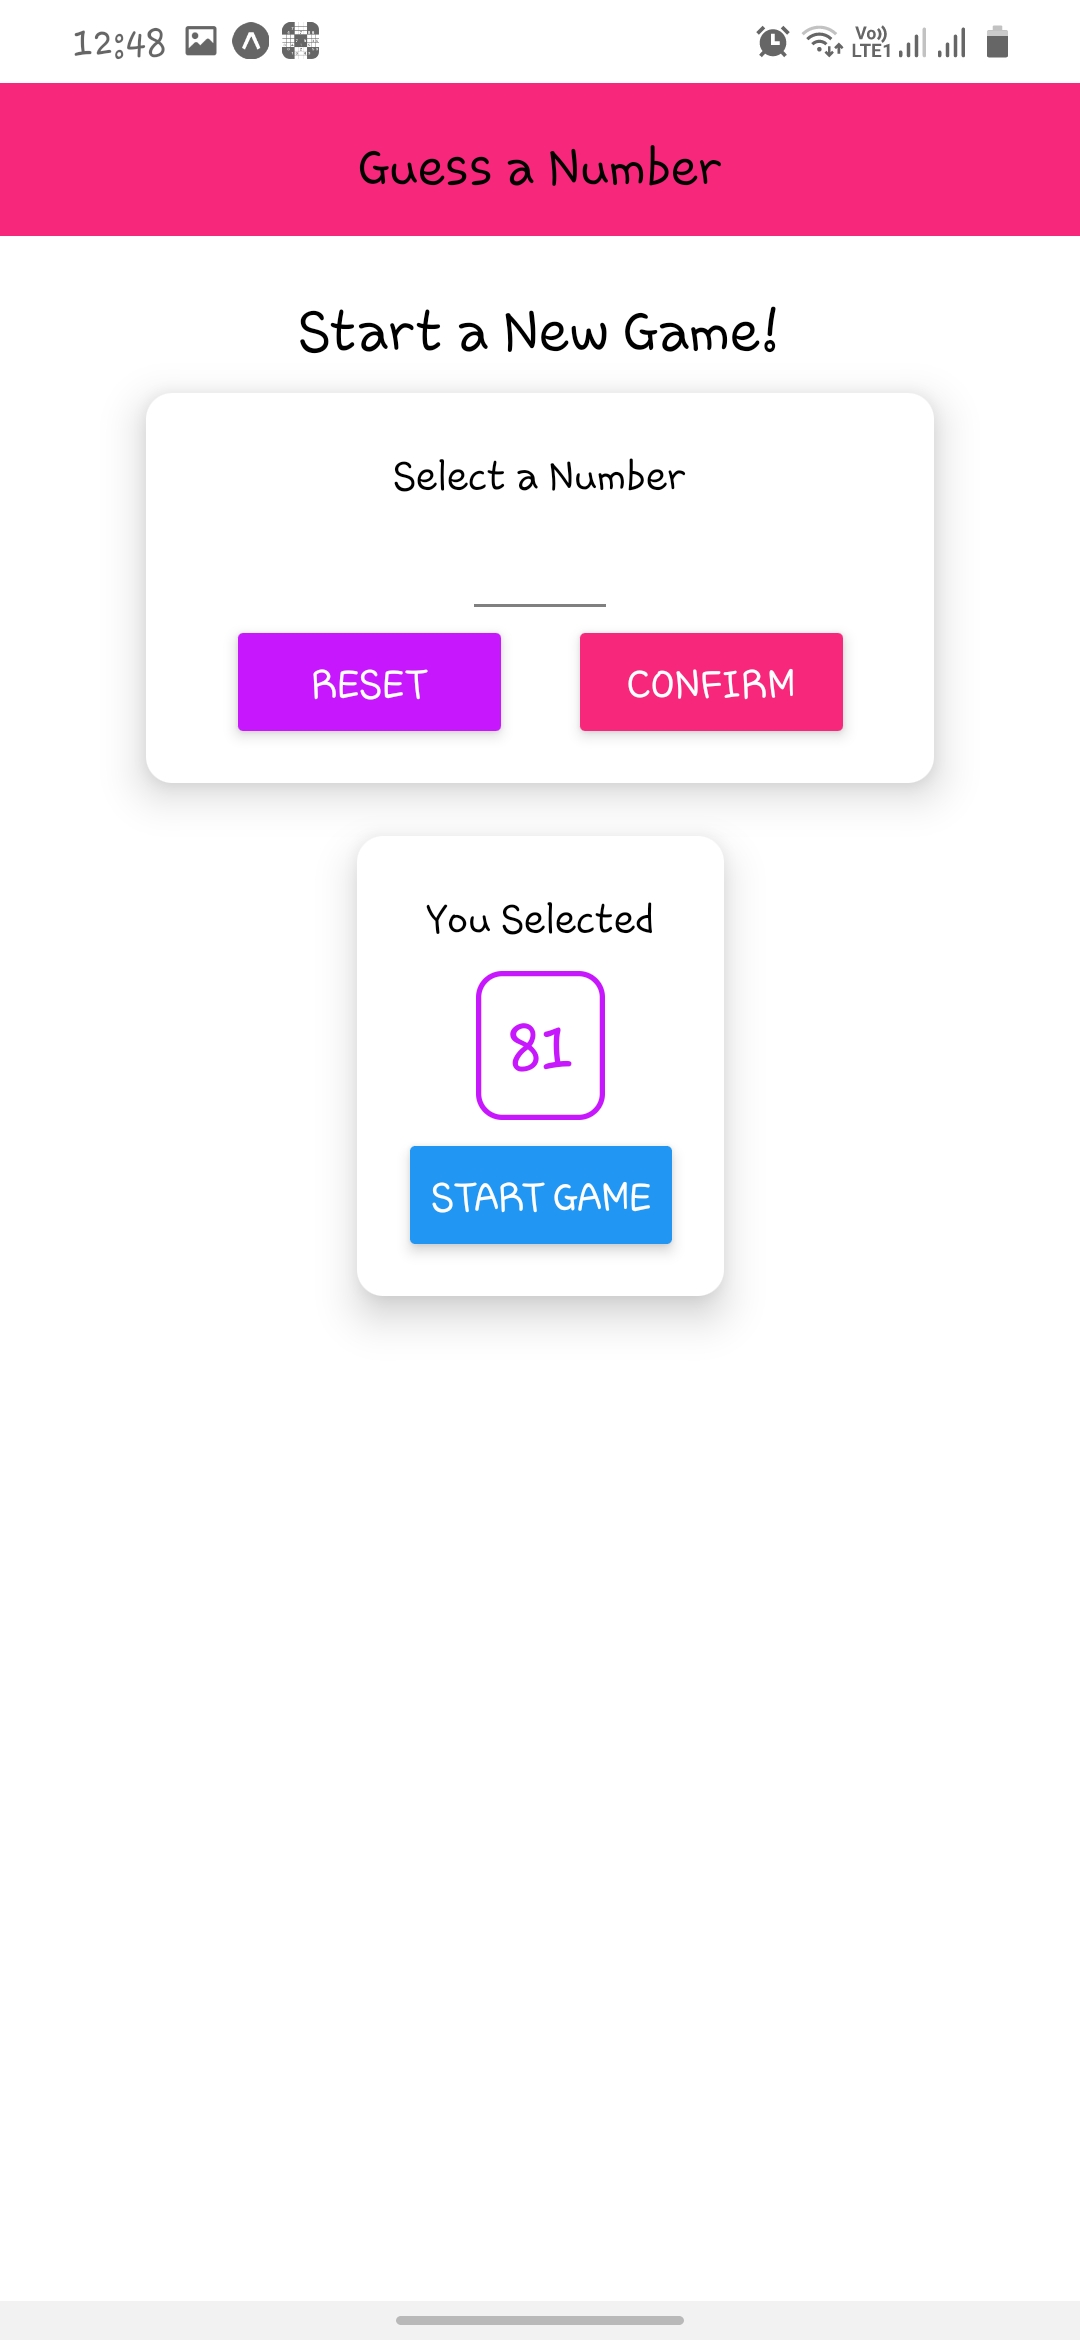 12:48 Vo)) LTE1
Guess a Number
Start a New Game!
Select a Number
RESET CONFIRM
You Selected
81
START GAME